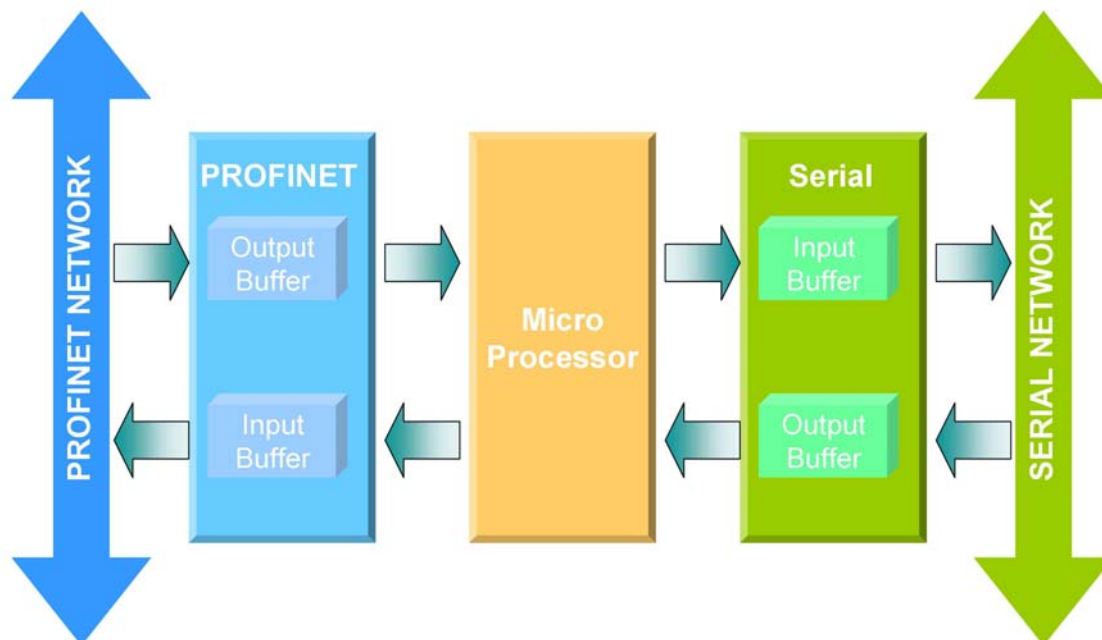 PROFINET NETWORK
PROFINET
Output
Buffer
Input
Buffer
Micro
Processor
Serial
Input
Buffer
Output
Buffer
SERIAL NETWORK